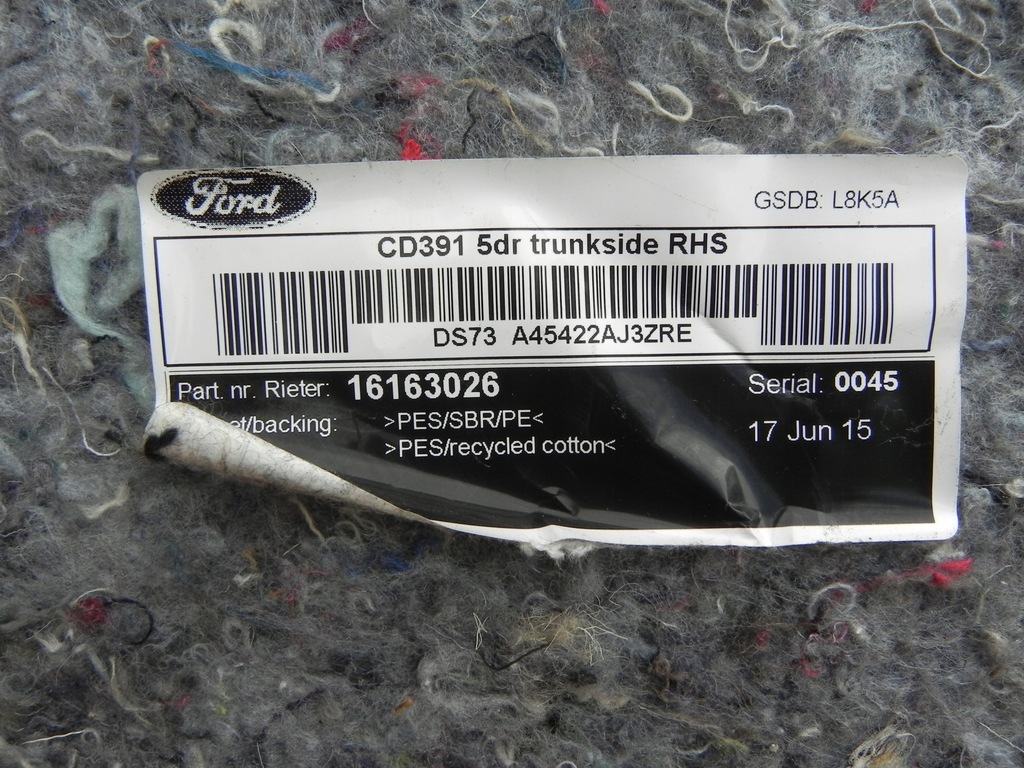 Ford
GSDB: L8K5A
CD391 5dr trunkside RHS
DS73 A45422AJ3ZRE
Part. nr. Rieter: 16163026
Serial: 0045
/backing: >PES/SBR/PE<
>PES/recycled cotton<
17 Jun 15